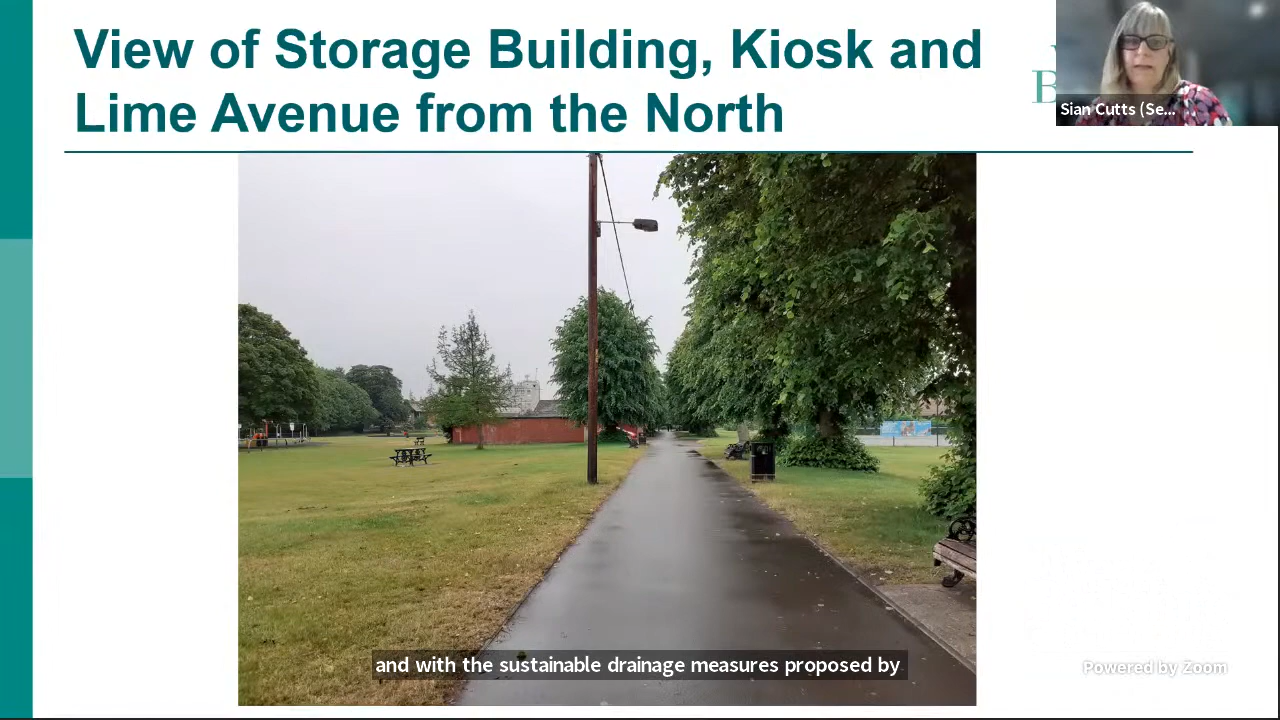 View of Storage Building, Kiosk and
Lime Avenue from the North
Sian Cutts (Se...
and with the sustainable drainage measures proposed by
Powered by Zoom